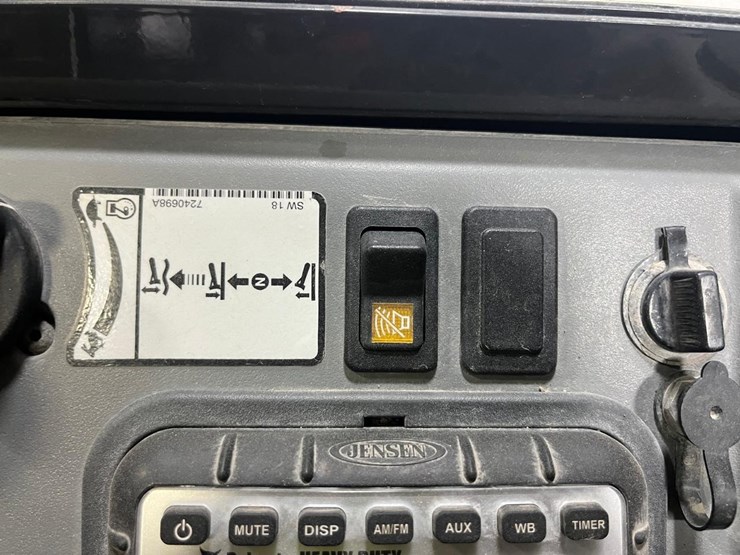 SW 18
7240698A
N
JENSEN
MUTE DISP AM/FM AUX WB TIMER
HEAVY DUTY